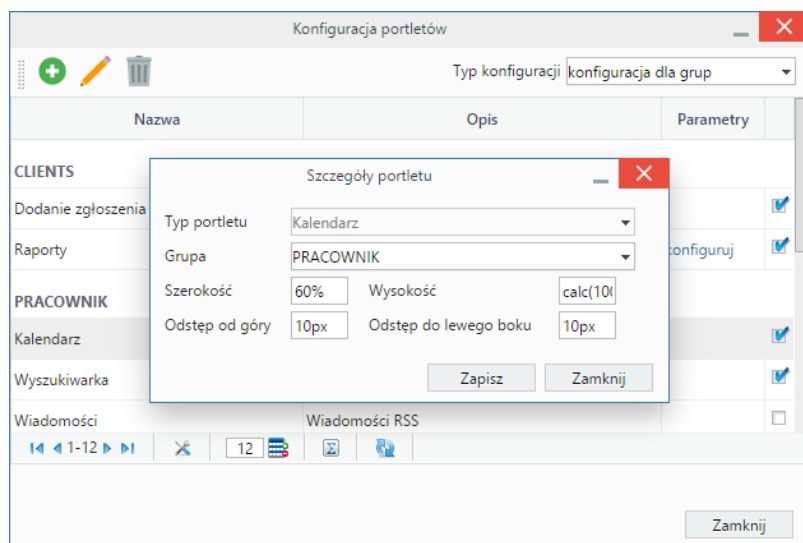 Konfiguracja portletów
Typ konfiguracji konfiguracja dla grup
Nazwa Opis Parametry
CLIENTS
Szczegóły portletu
Dodanie zgłoszenia
Typ portletu Kalendarz
Raporty
Grupa PRACOWNIK
Szerokość 60% Wysokość calc(10
PRACOWNIK
Odstęp od góry 10px Odstęp do lewego boku 10px
Kalendarz
Zapisz Zamknij
Wyszukiwarka
Wiadomości Wiadomości RSS
1-12 12
Zamknij